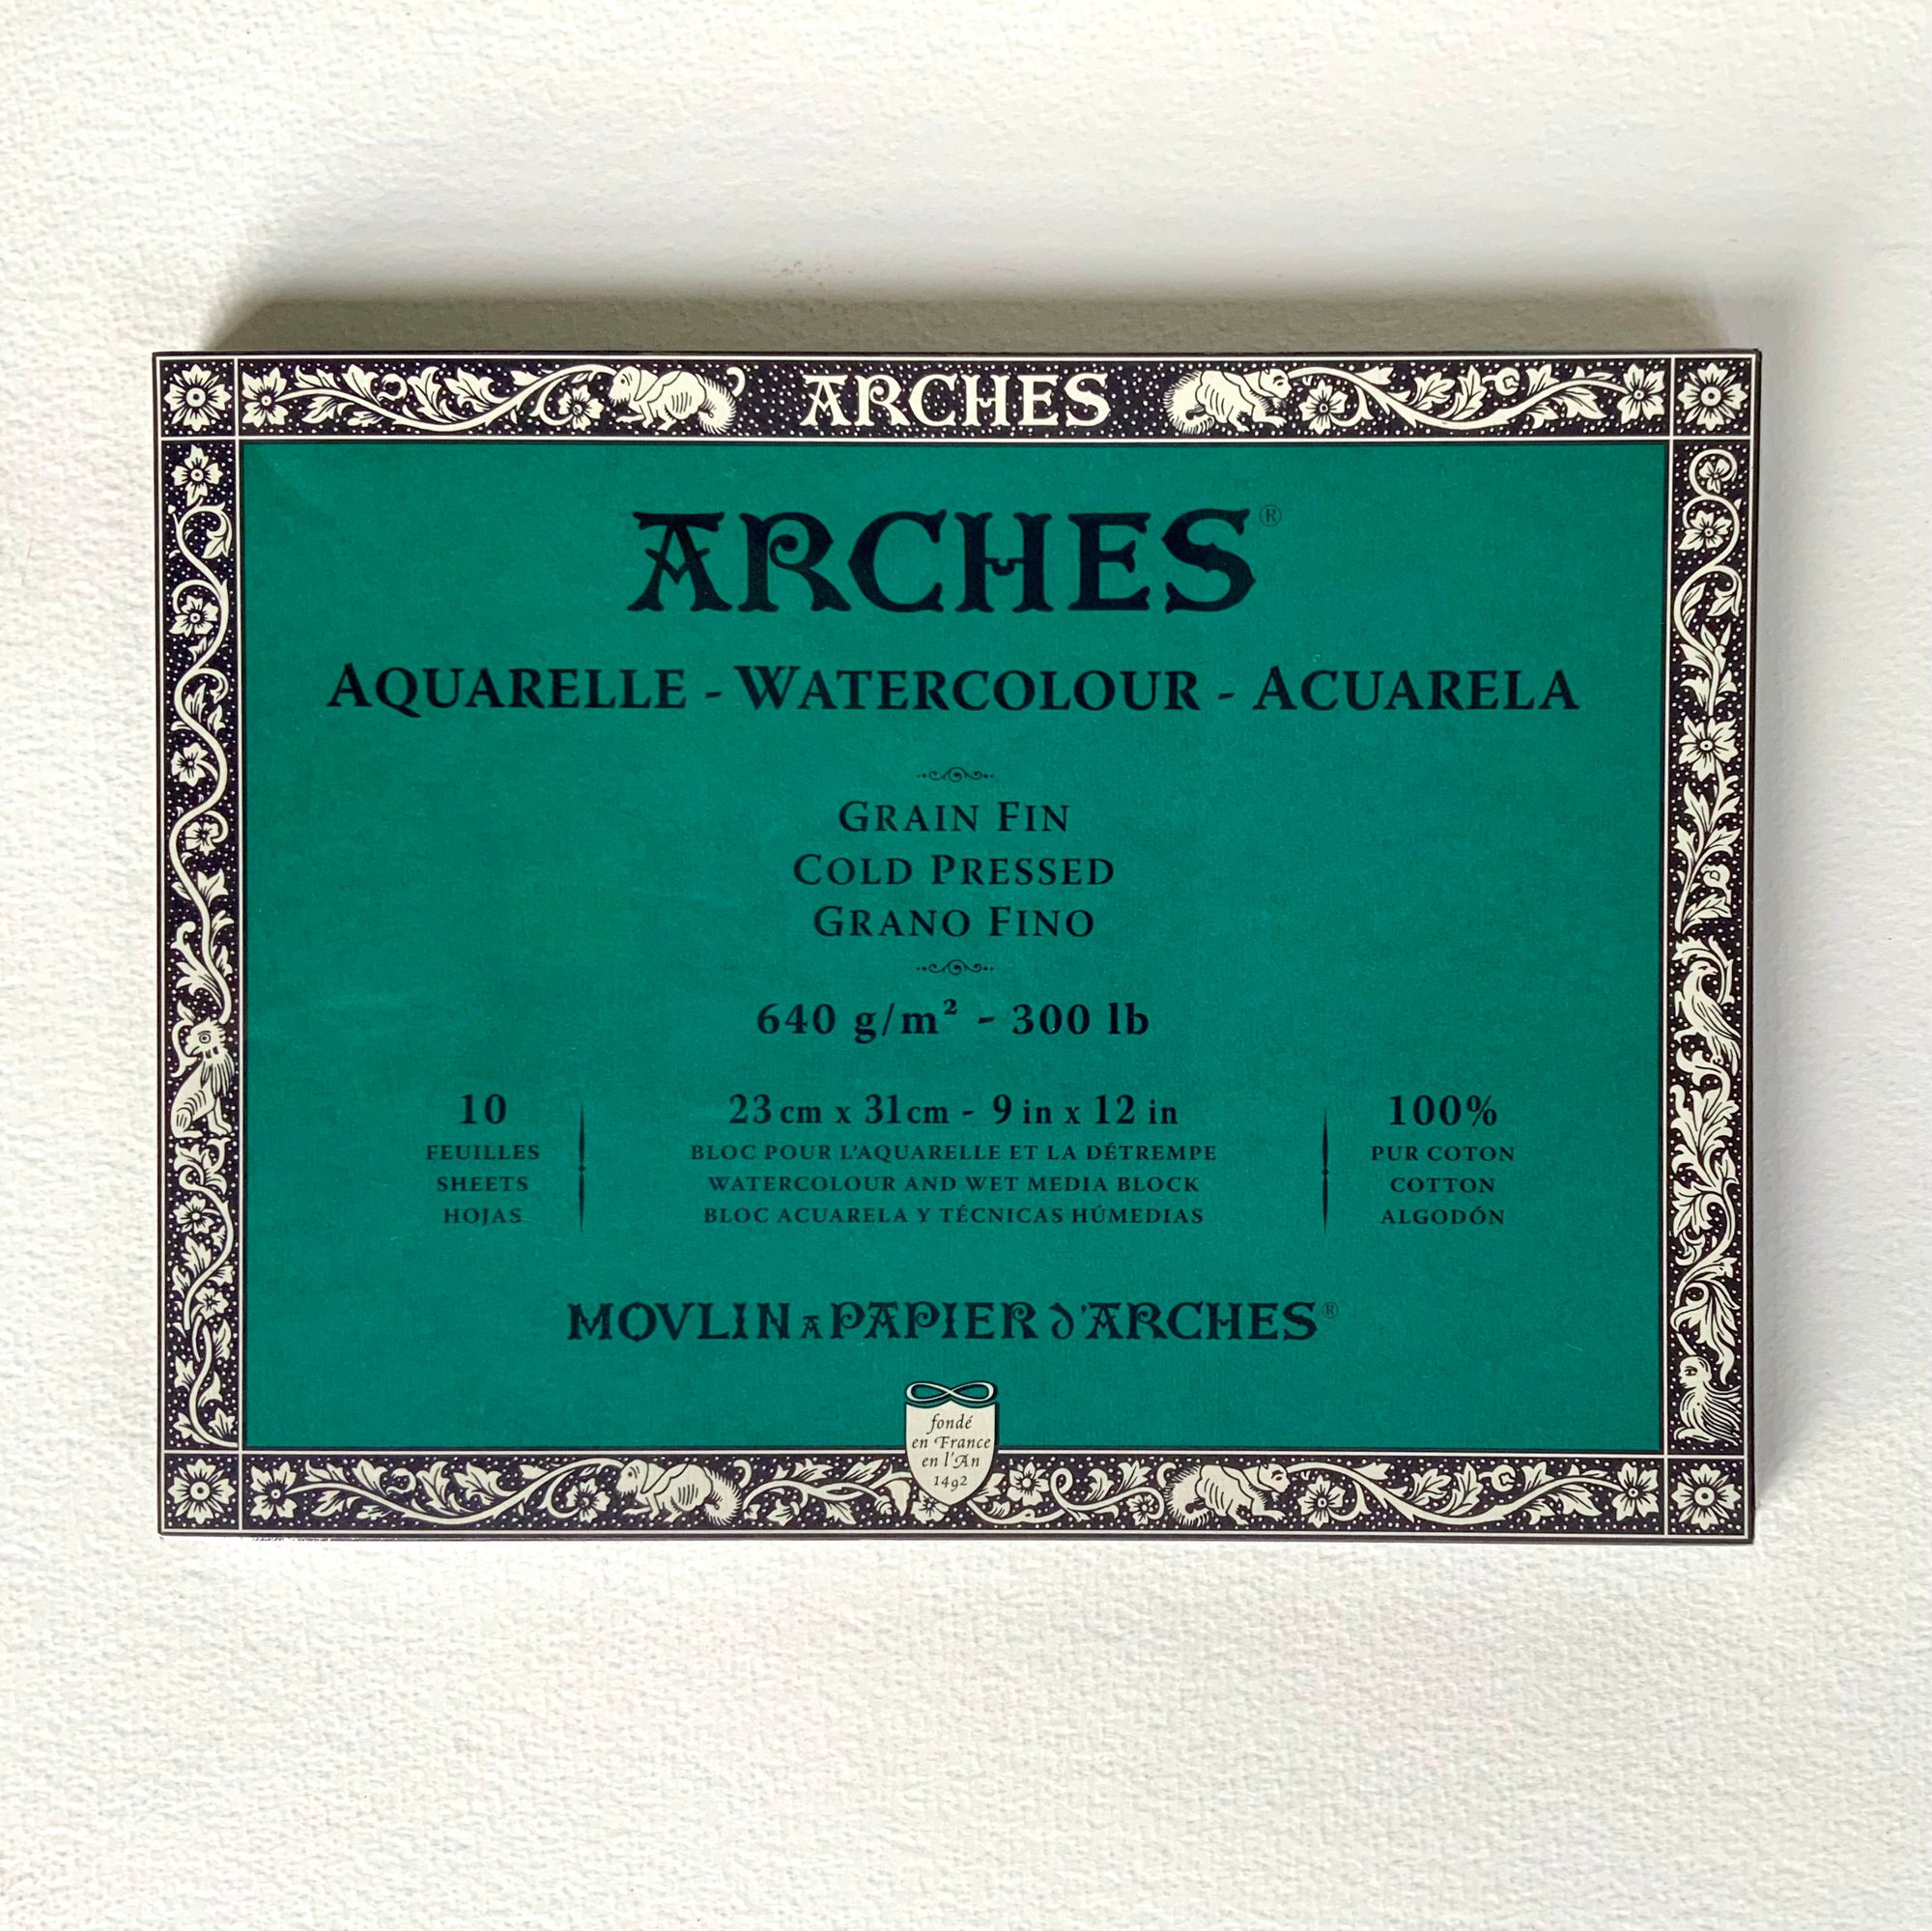 ARCHES
ARCHES®
AQUARELLE - WATERCOLOUR - ACUARELA
GRAIN FIN
COLD PRESSED
GRANO FINO
640 g/m² - 300 lb
10
FEUILLES
SHEETS
HOJAS
23 cm x 31 cm - 9 in x 12 in
BLOC POUR L'AQUARELLE ET LA DÉTREMPE
WATERCOLOUR AND WET MEDIA BLOCK
BLOC ACUARELA Y TÉCNICAS HÚMEDIAS
100%
PUR COTON
COTTON
ALGODÓN
MOVLIN A PAPIER d'ARCHES®
fondé
en France
en l'An
1492